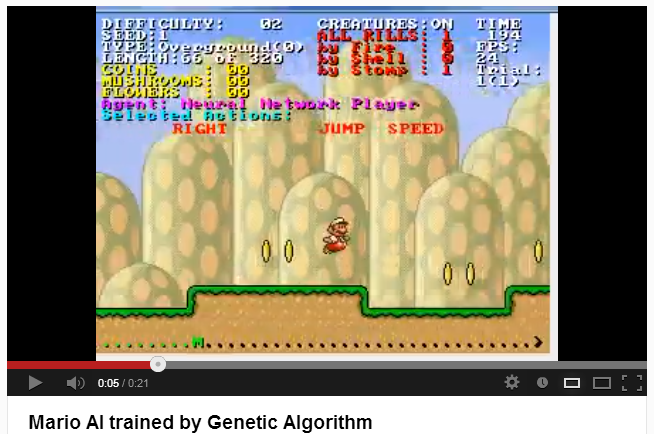 DIFFICULTY: 02 CREATURES:ON TIME
SEED:1 ALL KILLS: 1 194
TYPE:Overground(0) by Fire : 0 FPS:
LENGTH:66 of 320 by Shell : 0 24
COINS : 00 by Stomp : 1 Trial:
MUSHROOMS: 00 1(1)
FLOWERS : 00
Agent: Neural Network Player
Selected Actions:
RIGHT JUMP SPEED
M
0:05 / 0:21
Mario AI trained by Genetic Algorithm